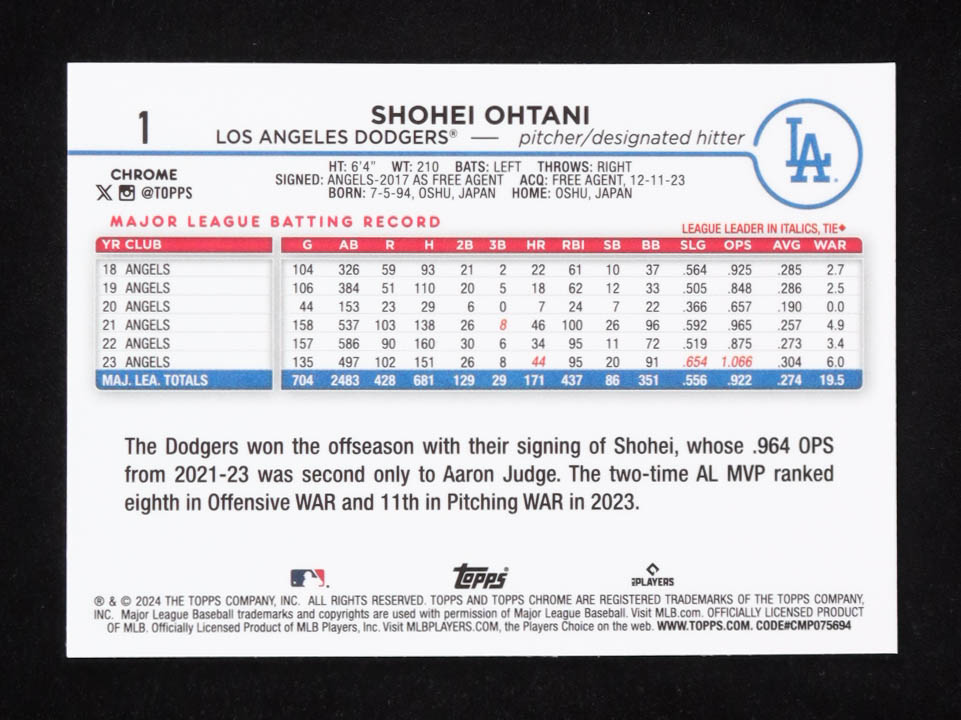 1
SHOHEI OHTANI
LOS ANGELES DODGERS® — pitcher/designated hitter
LA
CHROME
X @TOPPS
HT: 6'4" WT: 210 BATS: LEFT THROWS: RIGHT
SIGNED: ANGELS-2017 AS FREE AGENT ACQ: FREE AGENT, 12-11-23
BORN: 7-5-94, OSHU, JAPAN HOME: OSHU, JAPAN
MAJOR LEAGUE BATTING RECORD
LEAGUE LEADER IN ITALICS, TIE♦
YR CLUB G AB R H 2B 3B HR RBI SB BB SLG OPS AVG WAR
18 ANGELS 104 326 59 93 21 2 22 61 10 37 .564 .925 .285 2.7
19 ANGELS 106 384 51 110 20 5 18 62 12 33 .505 .848 .286 2.5
20 ANGELS 44 153 23 29 6 0 7 24 7 22 .366 .657 .190 0.0
21 ANGELS 158 537 103 138 26 8 46 100 26 96 .592 .965 .257 4.9
22 ANGELS 157 586 90 160 30 6 34 95 11 72 .519 .875 .273 3.4
23 ANGELS 135 497 102 151 26 8 44 95 20 91 .654 1.066 .304 6.0
MAJ. LEA. TOTALS 704 2483 428 681 129 29 171 437 86 351 .556 .922 .274 19.5
The Dodgers won the offseason with their signing of Shohei, whose .964 OPS
from 2021-23 was second only to Aaron Judge. The two-time AL MVP ranked
eighth in Offensive WAR and 11th in Pitching WAR in 2023.
Topps
PLAYERS
® & © 2024 THE TOPPS COMPANY, INC. ALL RIGHTS RESERVED. TOPPS AND TOPPS CHROME ARE REGISTERED TRADEMARKS OF THE TOPPS COMPANY,
INC. Major League Baseball trademarks and copyrights are used with permission of Major League Baseball. Visit MLB.com. OFFICIALLY LICENSED PRODUCT
OF MLB. Officially Licensed Product of MLB Players, Inc. Visit MLBPLAYERS.COM, the Players Choice on the web. WWW.TOPPS.COM. CODE#CMP075694